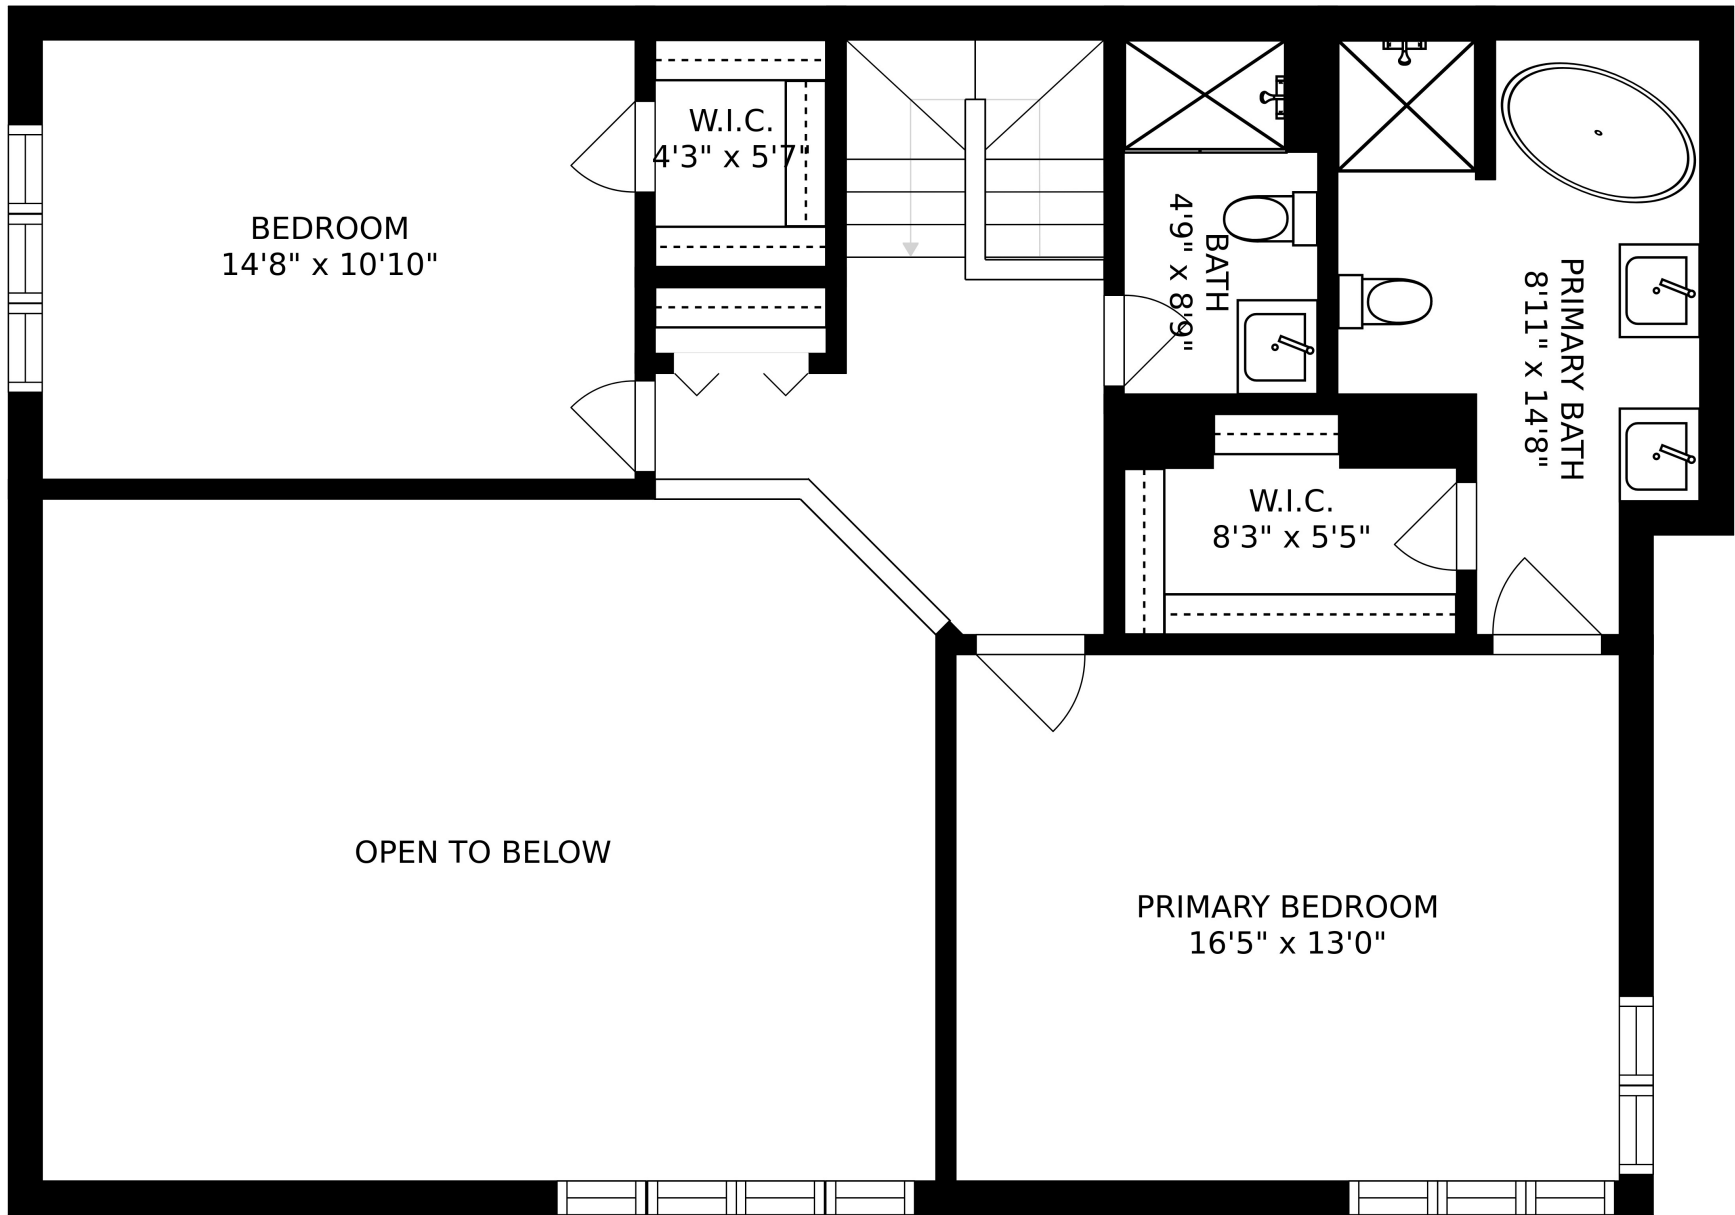 W.I.C.
4'3" x 5'7"
BEDROOM
14'8" x 10'10"
BATH
4'9" x 8'9"
PRIMARY BATH
8'11" x 14'8"
W.I.C.
8'3" x 5'5"
OPEN TO BELOW
PRIMARY BEDROOM
16'5" x 13'0"